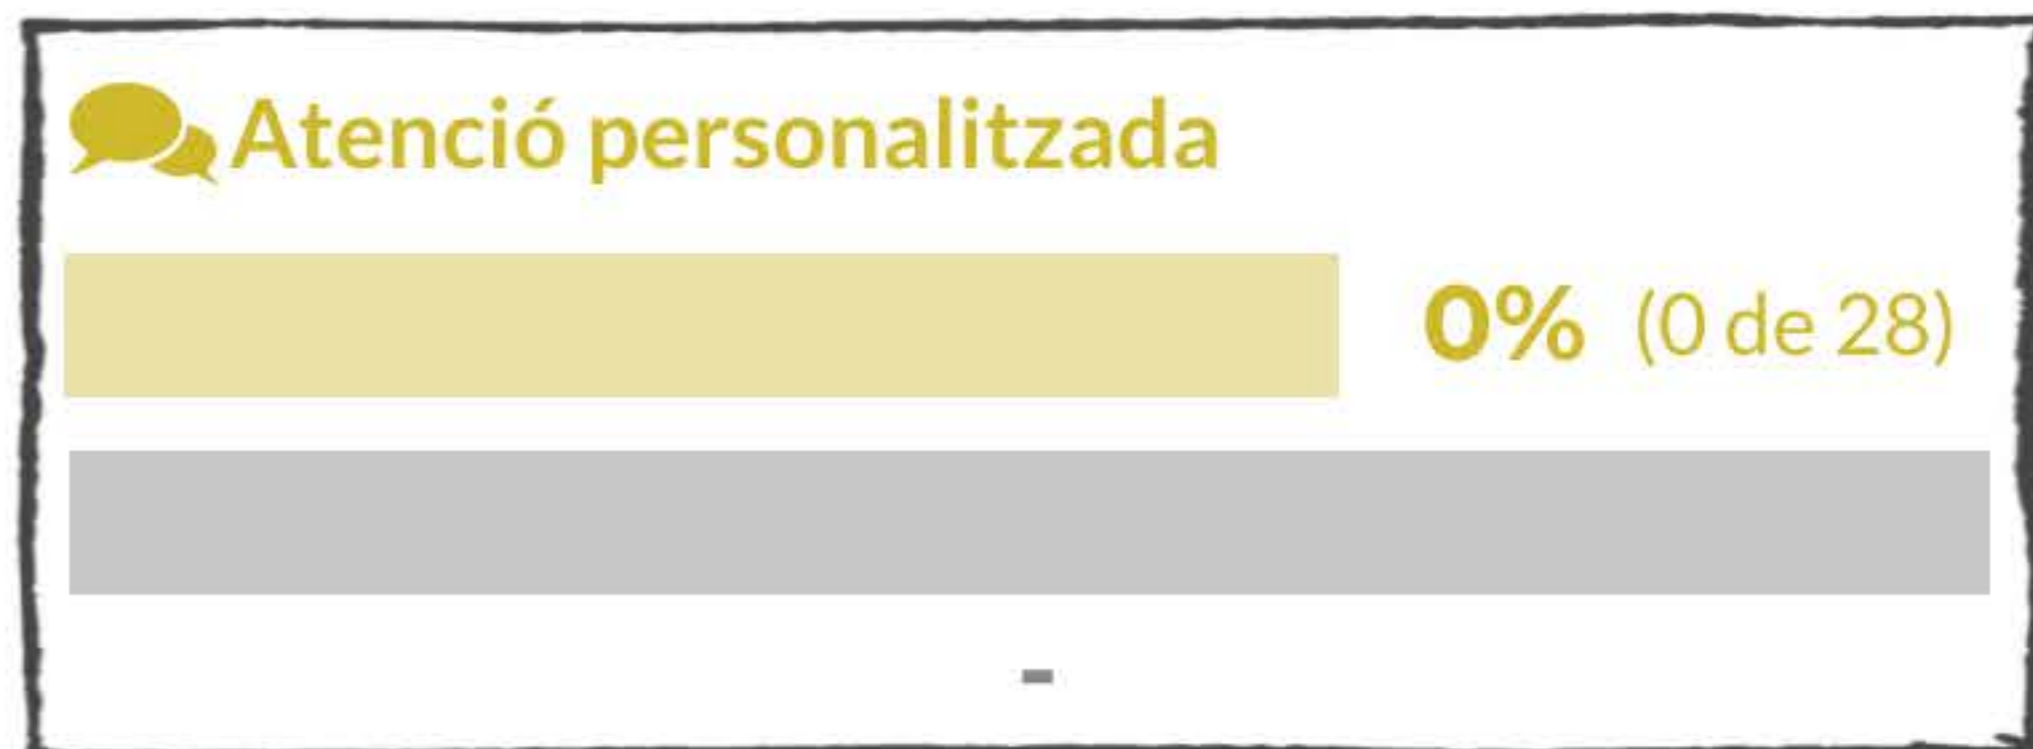 Atenció personalitzada
0% (0 de 28)
-